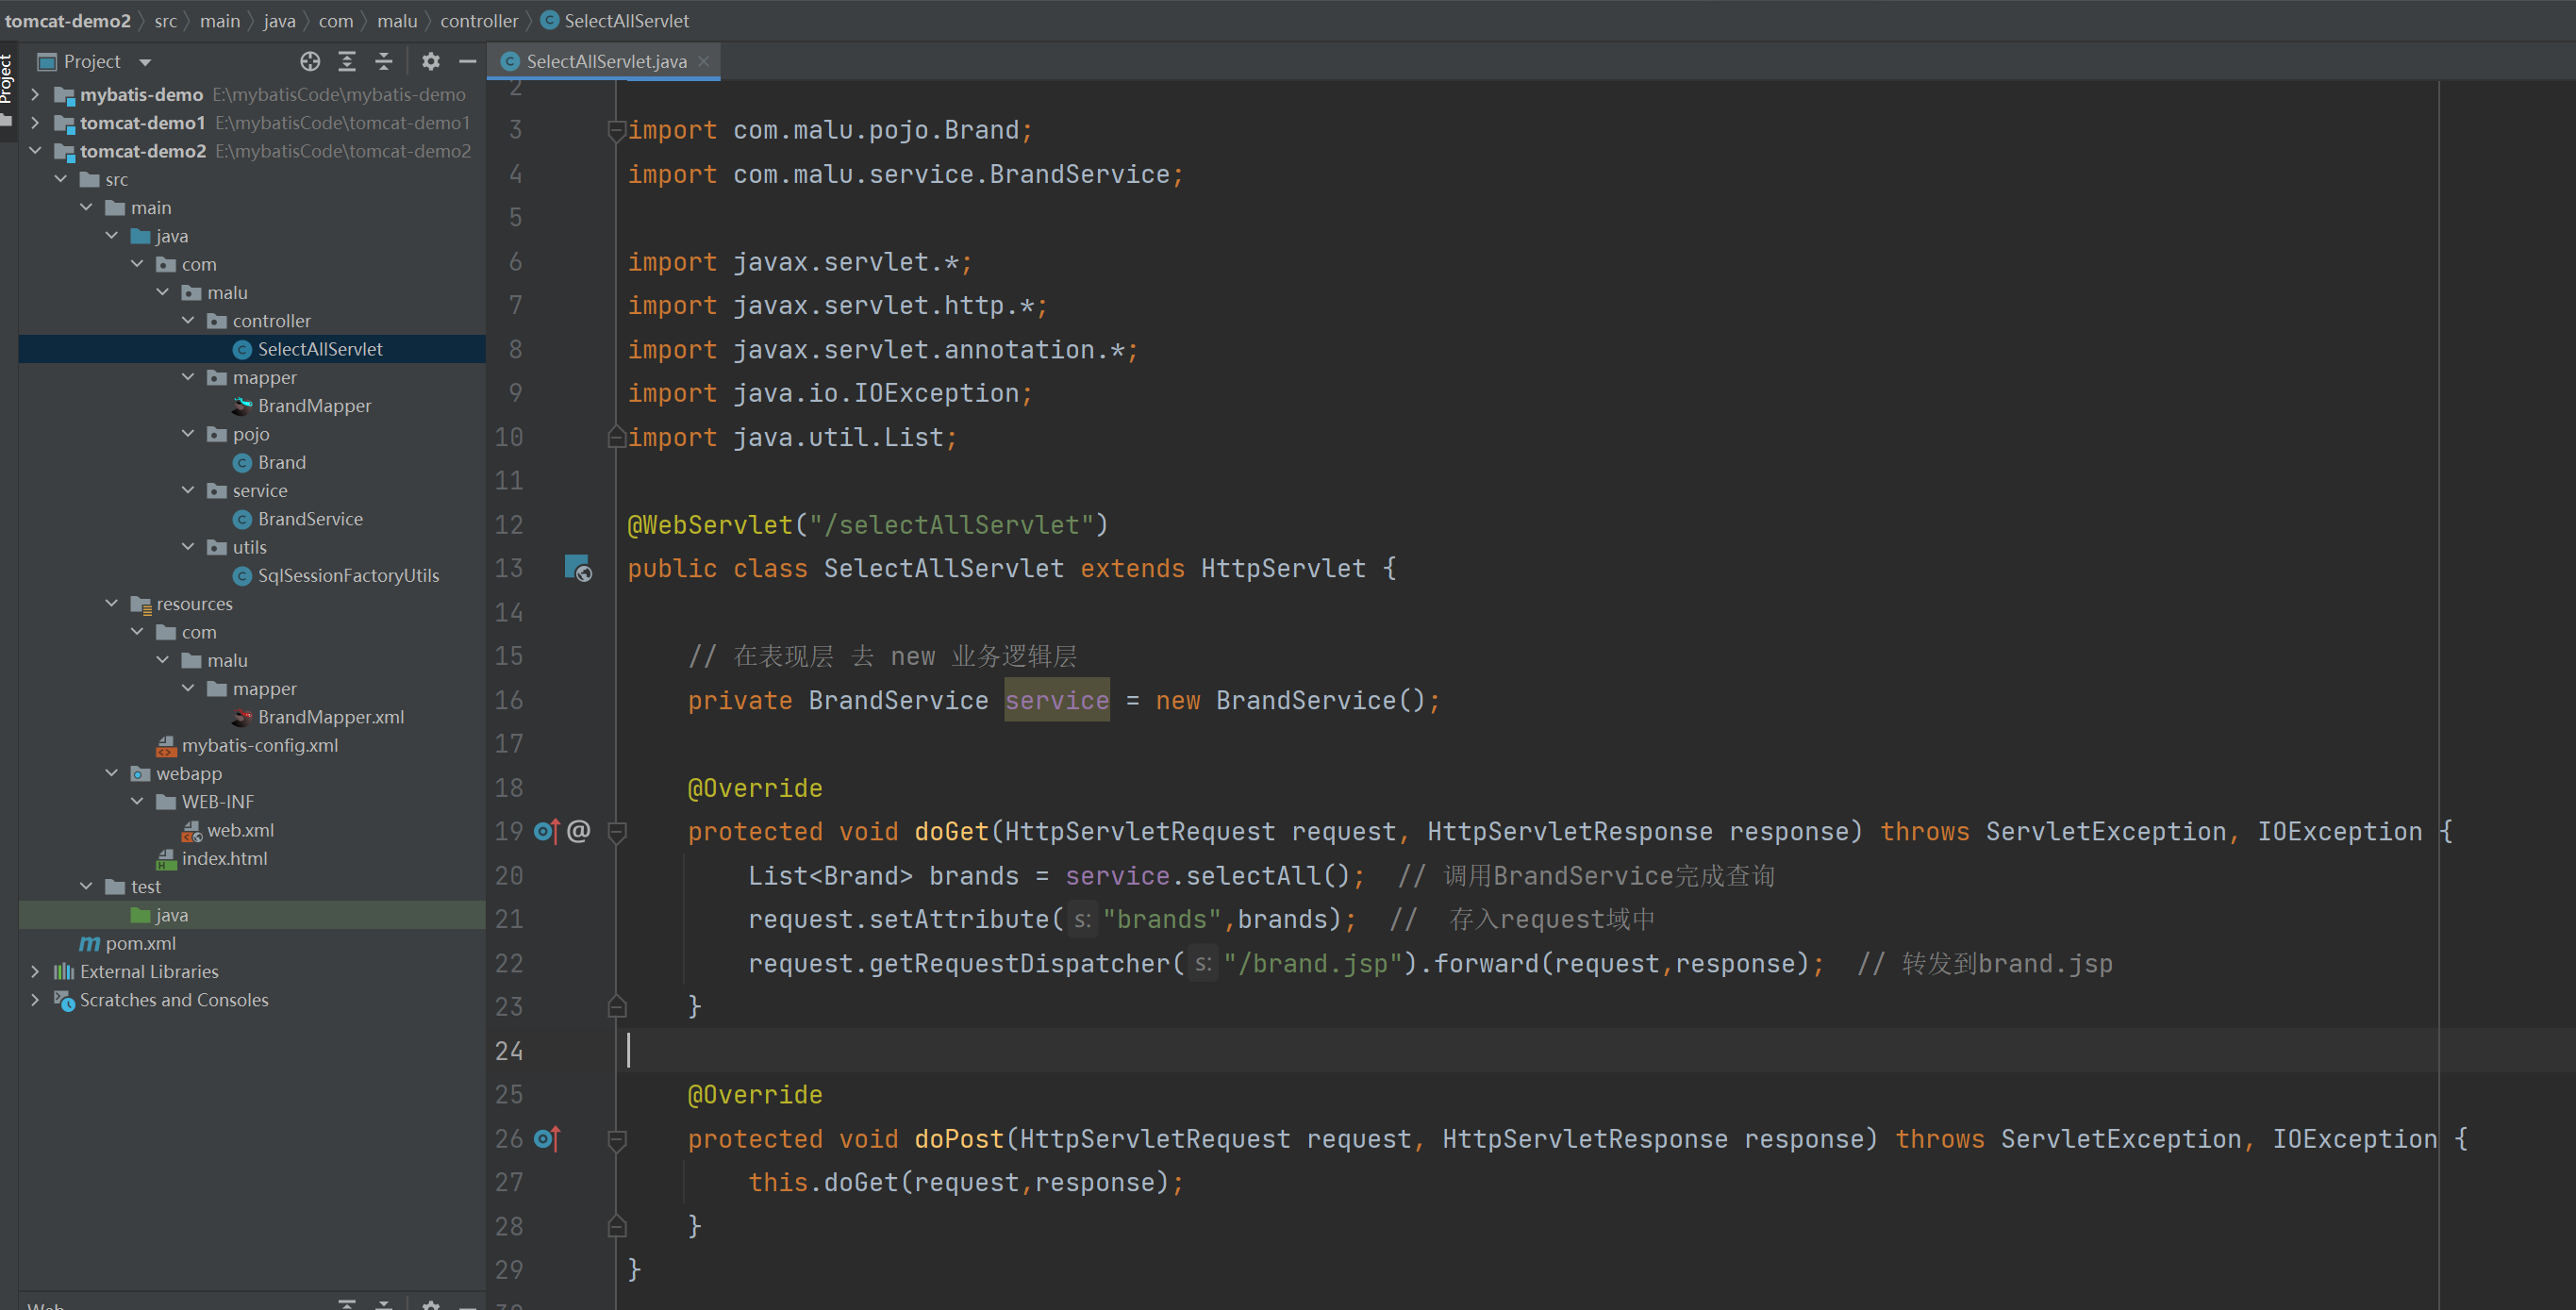 tomcat-demo2 〉 src 〉 main 〉 java 〉 com 〉 malu 〉 controller 〉 SelectAllServlet
Project
Project
mybatis-demo E:\mybatisCode\mybatis-demo
tomcat-demo1 E:\mybatisCode\tomcat-demo1
tomcat-demo2 E:\mybatisCode\tomcat-demo2
src
main
java
com
malu
controller
SelectAllServlet
mapper
BrandMapper
pojo
Brand
service
BrandService
utils
SqlSessionFactoryUtils
resources
com
malu
mapper
BrandMapper.xml
mybatis-config.xml
webapp
WEB-INF
web.xml
index.html
test
java
pom.xml
External Libraries
Scratches and Consoles
SelectAllServlet.java
2
3 import com.malu.pojo.Brand;
4 import com.malu.service.BrandService;
5
6 import javax.servlet.*;
7 import javax.servlet.http.*;
8 import javax.servlet.annotation.*;
9 import java.io.IOException;
10 import java.util.List;
11
12 @WebServlet("/selectAllServlet")
13 public class SelectAllServlet extends HttpServlet {
14
15 // 在表现层 去 new 业务逻辑层
16 private BrandService service = new BrandService();
17
18 @Override
19 protected void doGet(HttpServletRequest request, HttpServletResponse response) throws ServletException, IOException {
20 List<Brand> brands = service.selectAll(); // 调用BrandService完成查询
21 request.setAttribute( s: "brands",brands); // 存入request域中
22 request.getRequestDispatcher( s: "/brand.jsp").forward(request,response); // 转发到brand.jsp
23 }
24
25 @Override
26 protected void doPost(HttpServletRequest request, HttpServletResponse response) throws ServletException, IOException {
27 this.doGet(request,response);
28 }
29 }